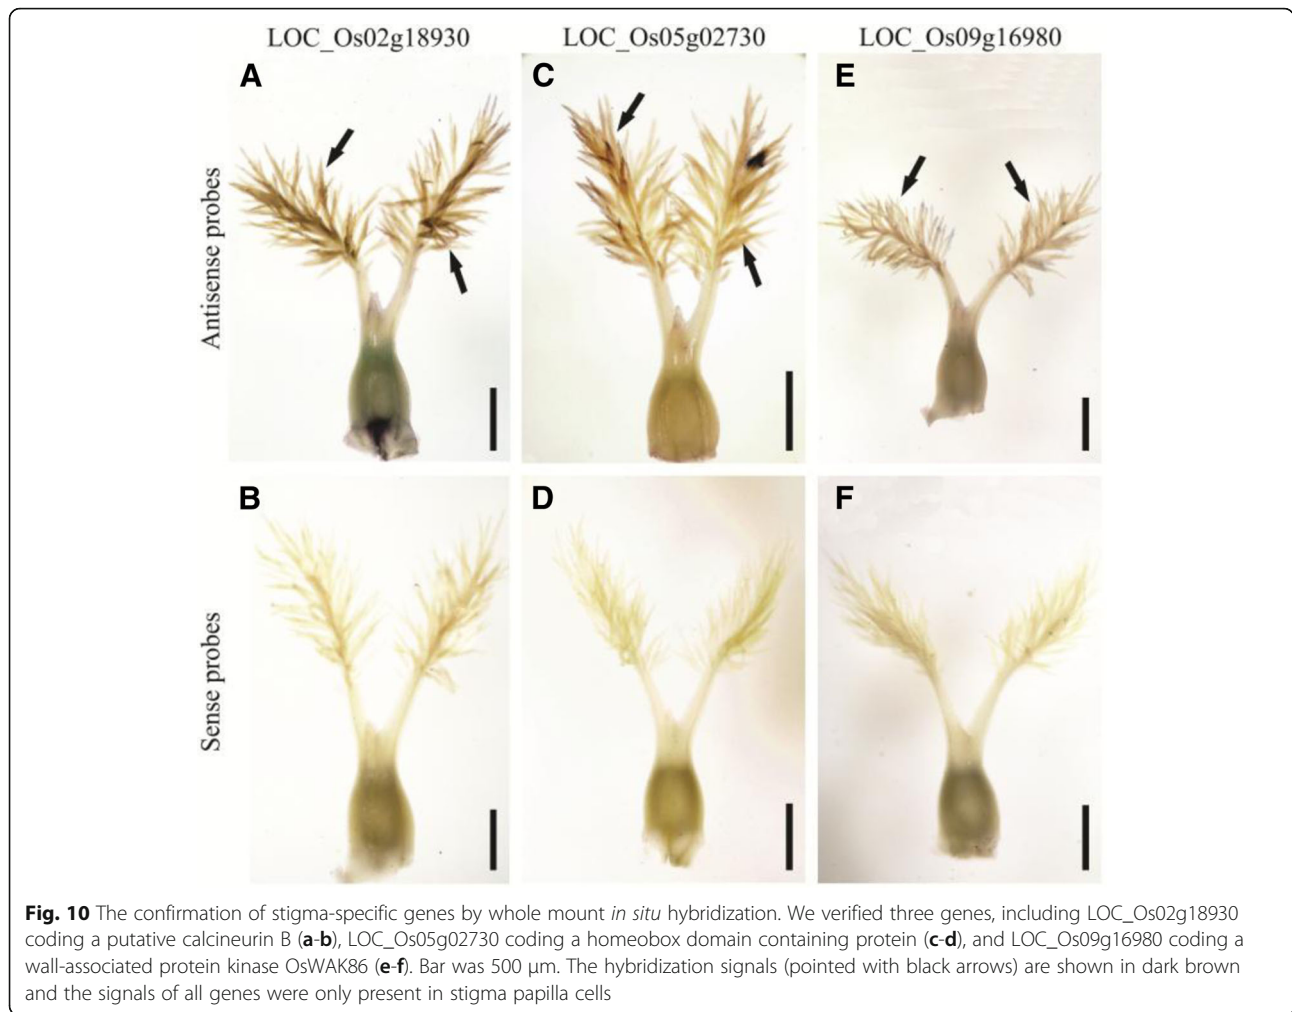 LOC_Os02g18930 LOC_Os05g02730 LOC_Os09g16980
A C E
Antisense probes
B D F
Sense probes
Fig. 10 The confirmation of stigma-specific genes by whole mount in situ hybridization. We verified three genes, including LOC_Os02g18930
coding a putative calcineurin B (a-b), LOC_Os05g02730 coding a homeobox domain containing protein (c-d), and LOC_Os09g16980 coding a
wall-associated protein kinase OsWAK86 (e-f). Bar was 500 μm. The hybridization signals (pointed with black arrows) are shown in dark brown
and the signals of all genes were only present in stigma papilla cells